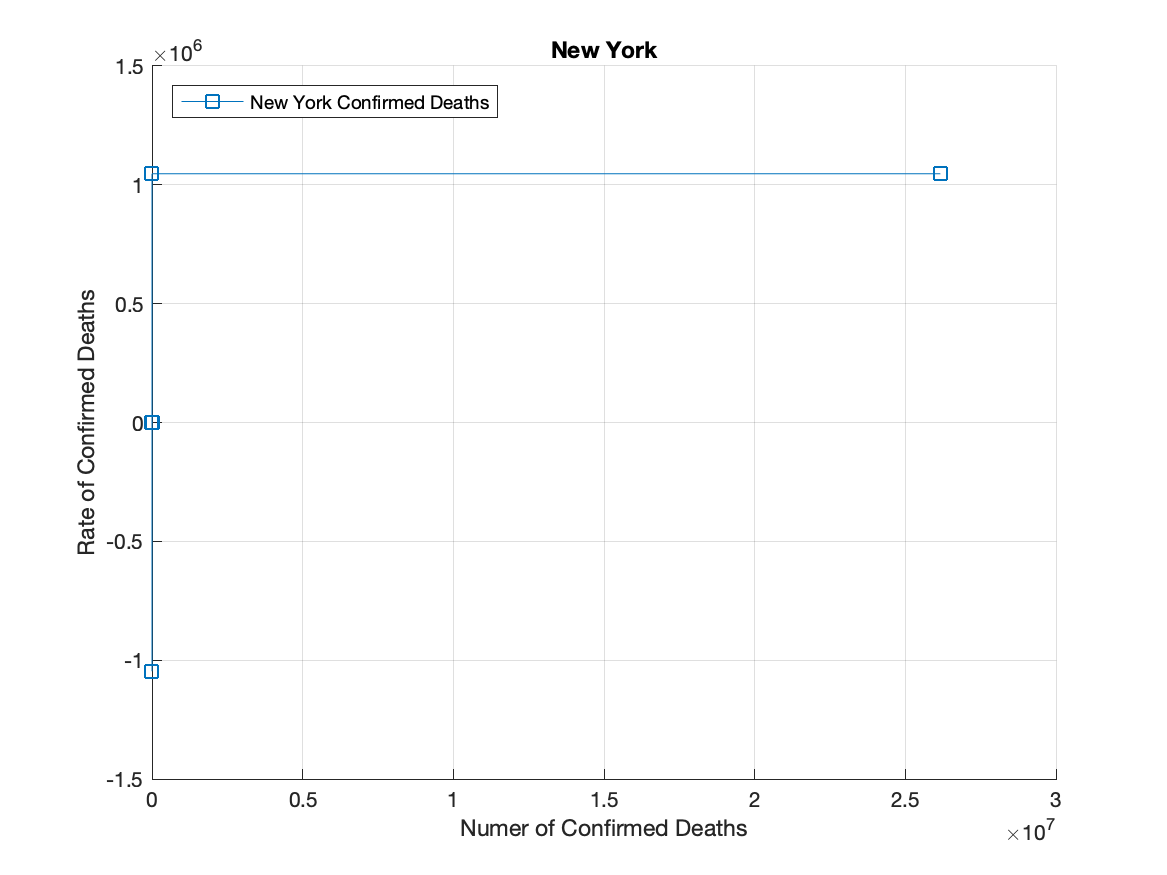 New York
×10⁶
1.5
1
0.5
0
-0.5
-1
-1.5
New York Confirmed Deaths
Rate of Confirmed Deaths
0 0.5 1 1.5 2 2.5 3
Numer of Confirmed Deaths
×10⁷